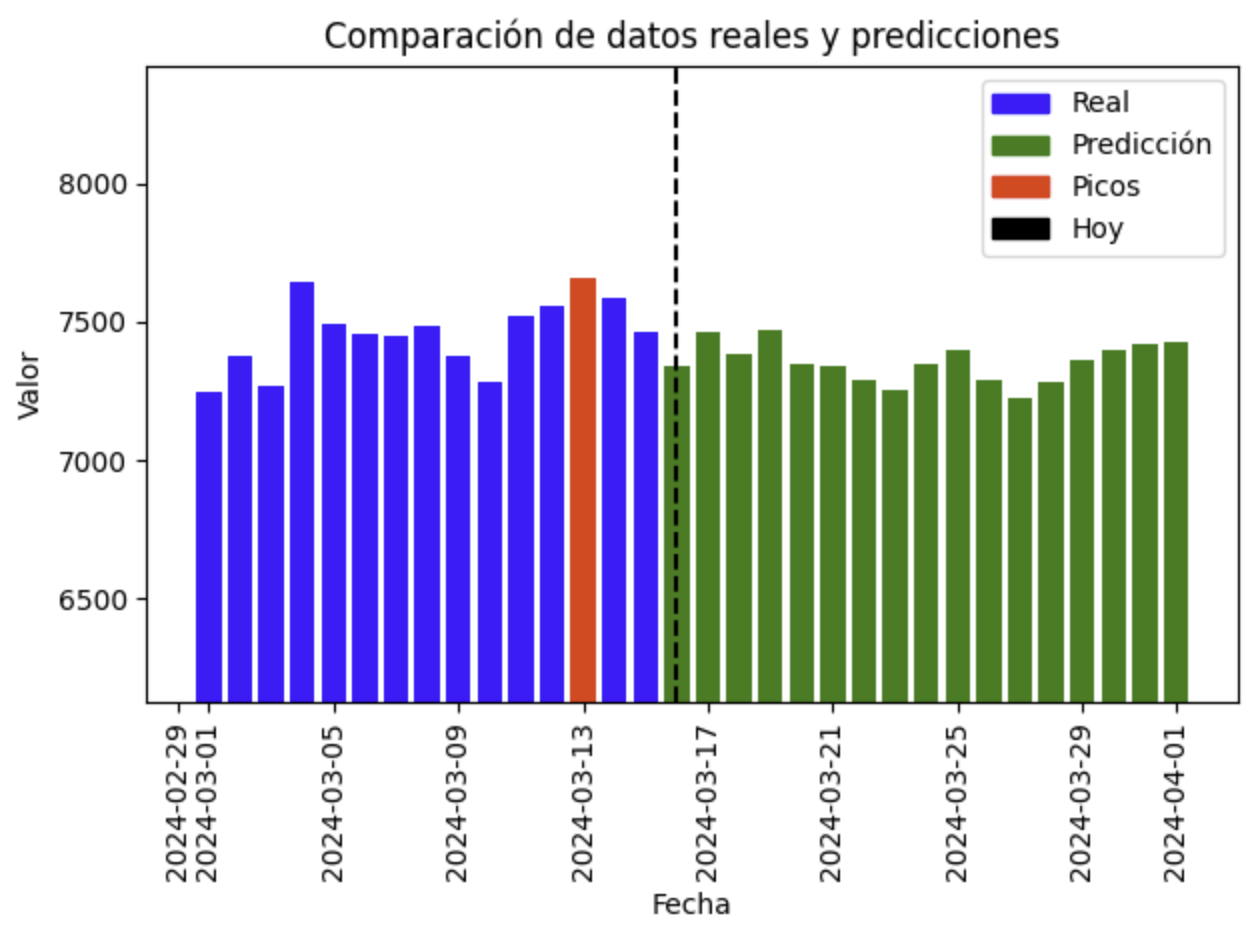 Comparación de datos reales y predicciones
Real
Predicción
Picos
Hoy
Valor
8000
7500
7000
6500
2024-02-29
2024-03-01
2024-03-05
2024-03-09
2024-03-13
2024-03-17
2024-03-21
2024-03-25
2024-03-29
2024-04-01
Fecha